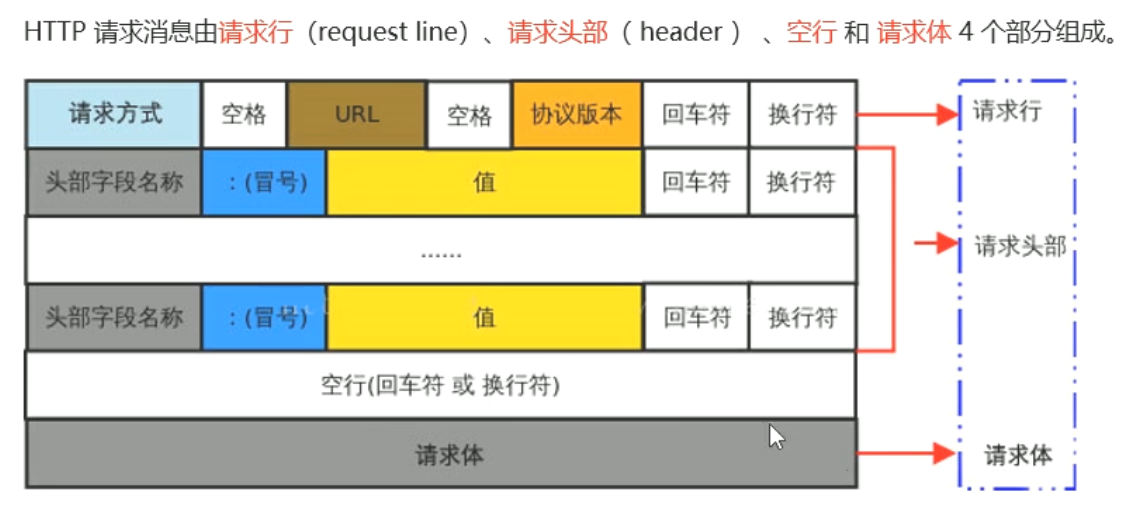 HTTP 请求消息由请求行（request line）、请求头部（ header ） 、空行 和 请求体 4 个部分组成。
请求方式 空格 URL 空格 协议版本 回车符 换行符 请求行
头部字段名称 ：(冒号) 值 回车符 换行符
...... 请求头部
头部字段名称 ：(冒号) 值 回车符 换行符
空行(回车符 或 换行符)
请求体 请求体